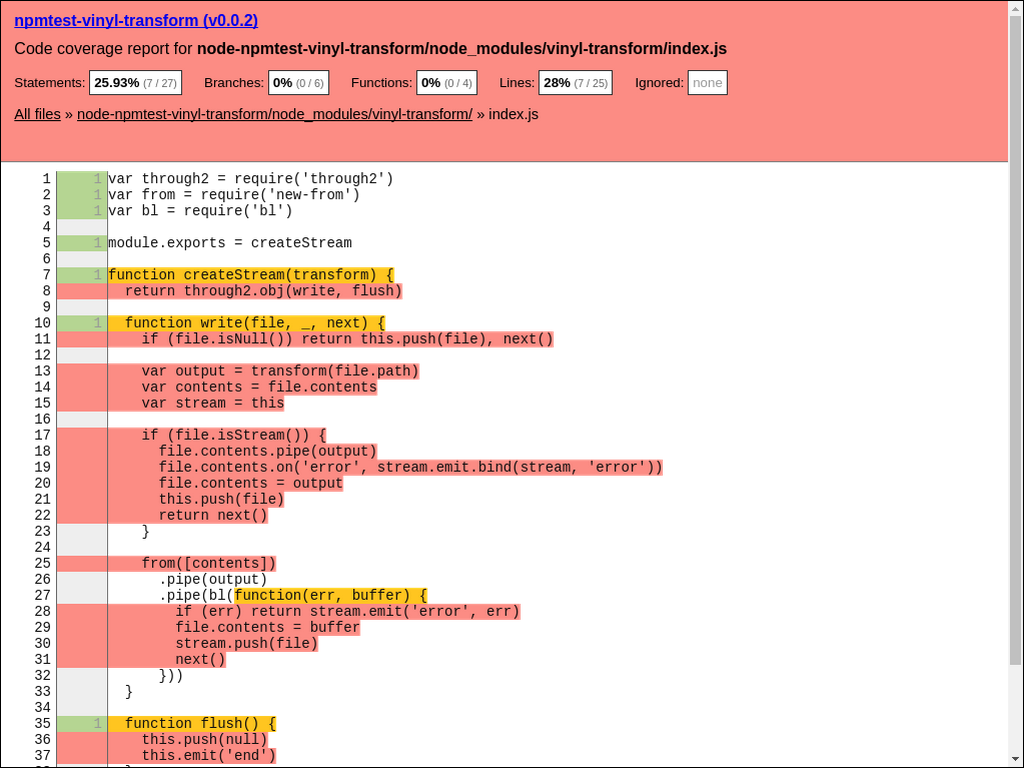 npmtest-vinyl-transform (v0.0.2)
Code coverage report for node-npmtest-vinyl-transform/node_modules/vinyl-transform/index.js
Statements: 25.93% (7 / 27) Branches: 0% (0 / 6) Functions: 0% (0 / 4) Lines: 28% (7 / 25) Ignored: none
All files » node-npmtest-vinyl-transform/node_modules/vinyl-transform/ » index.js
1 1 var through2 = require('through2')
2 1 var from = require('new-from')
3 1 var bl = require('bl')
4
5 1 module.exports = createStream
6
7 1 function createStream(transform) {
8 return through2.obj(write, flush)
9
10 1 function write(file, _, next) {
11 if (file.isNull()) return this.push(file), next()
12
13 var output = transform(file.path)
14 var contents = file.contents
15 var stream = this
16
17 if (file.isStream()) {
18 file.contents.pipe(output)
19 file.contents.on('error', stream.emit.bind(stream, 'error'))
20 file.contents = output
21 this.push(file)
22 return next()
23 }
24
25 from([contents])
26 .pipe(output)
27 .pipe(bl(function(err, buffer) {
28 if (err) return stream.emit('error', err)
29 file.contents = buffer
30 stream.push(file)
31 next()
32 }))
33 }
34
35 1 function flush() {
36 this.push(null)
37 this.emit('end')